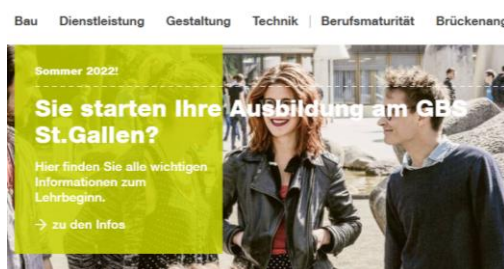 Bau Dienstleistung Gestaltung Technik Berufsmaturität
Sommer 2022!
Sie starten Ihre Ausbildung am GBS
St.Gallen?
Hier finden Sie alle wichtigen
Informationen zum
Lehrbeginn.
→ zu den Infos